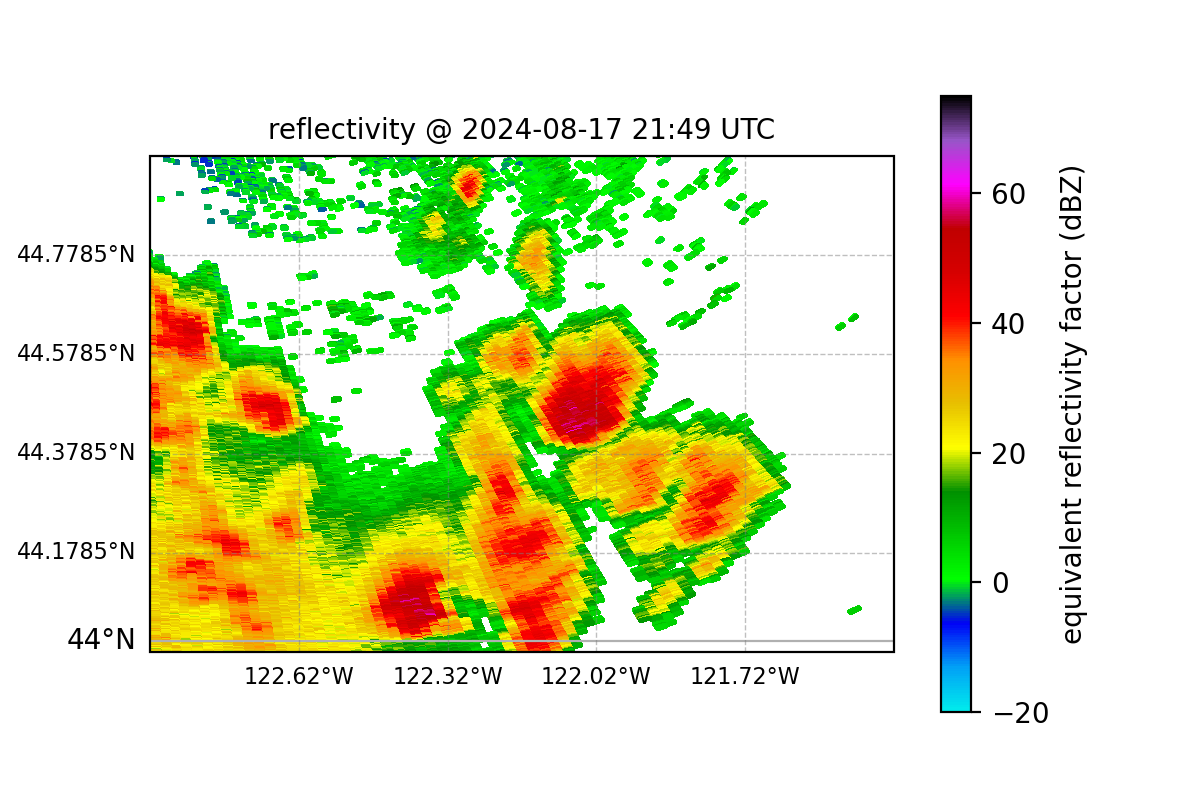 reflectivity @ 2024-08-17 21:49 UTC
60
44.7785°N
40
44.5785°N
44.3785°N
20
44.1785°N
0
44°N
122.62°W 122.32°W 122.02°W 121.72°W
−20
equivalent reflectivity factor (dBZ)